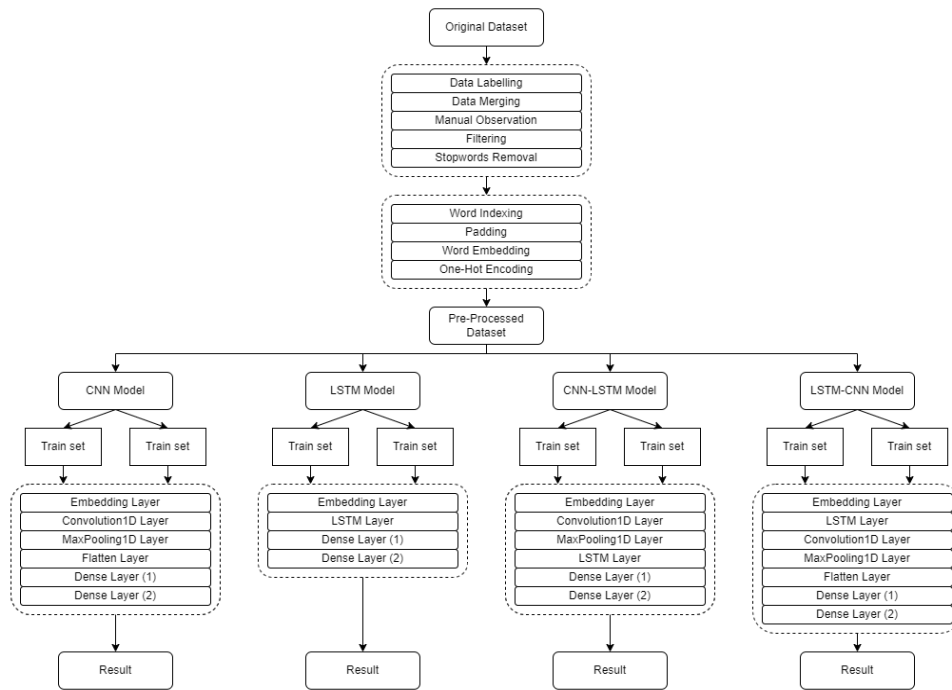 Original Dataset
Data Labelling
Data Merging
Manual Observation
Filtering
Stopwords Removal
Word Indexing
Padding
Word Embedding
One-Hot Encoding
Pre-Processed
Dataset
CNN Model
LSTM Model
CNN-LSTM Model
LSTM-CNN Model
Train set
Train set
Train set
Train set
Train set
Train set
Train set
Train set
Embedding Layer
Convolution1D Layer
MaxPooling1D Layer
Flatten Layer
Dense Layer (1)
Dense Layer (2)
Embedding Layer
LSTM Layer
Dense Layer (1)
Dense Layer (2)
Embedding Layer
Convolution1D Layer
MaxPooling1D Layer
LSTM Layer
Dense Layer (1)
Dense Layer (2)
Embedding Layer
LSTM Layer
Convolution1D Layer
MaxPooling1D Layer
Flatten Layer
Dense Layer (1)
Dense Layer (2)
Result
Result
Result
Result